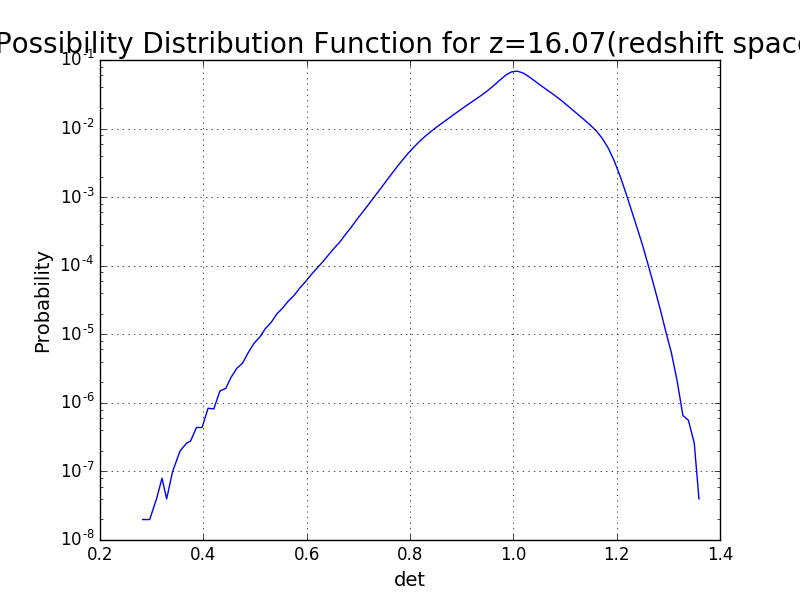 Possibility Distribution Function for z=16.07(redshift space
10-1
10-2
10-3
10-4
10-5
10-6
10-7
10-8
Probability
0.2 0.4 0.6 0.8 1.0 1.2 1.4
det